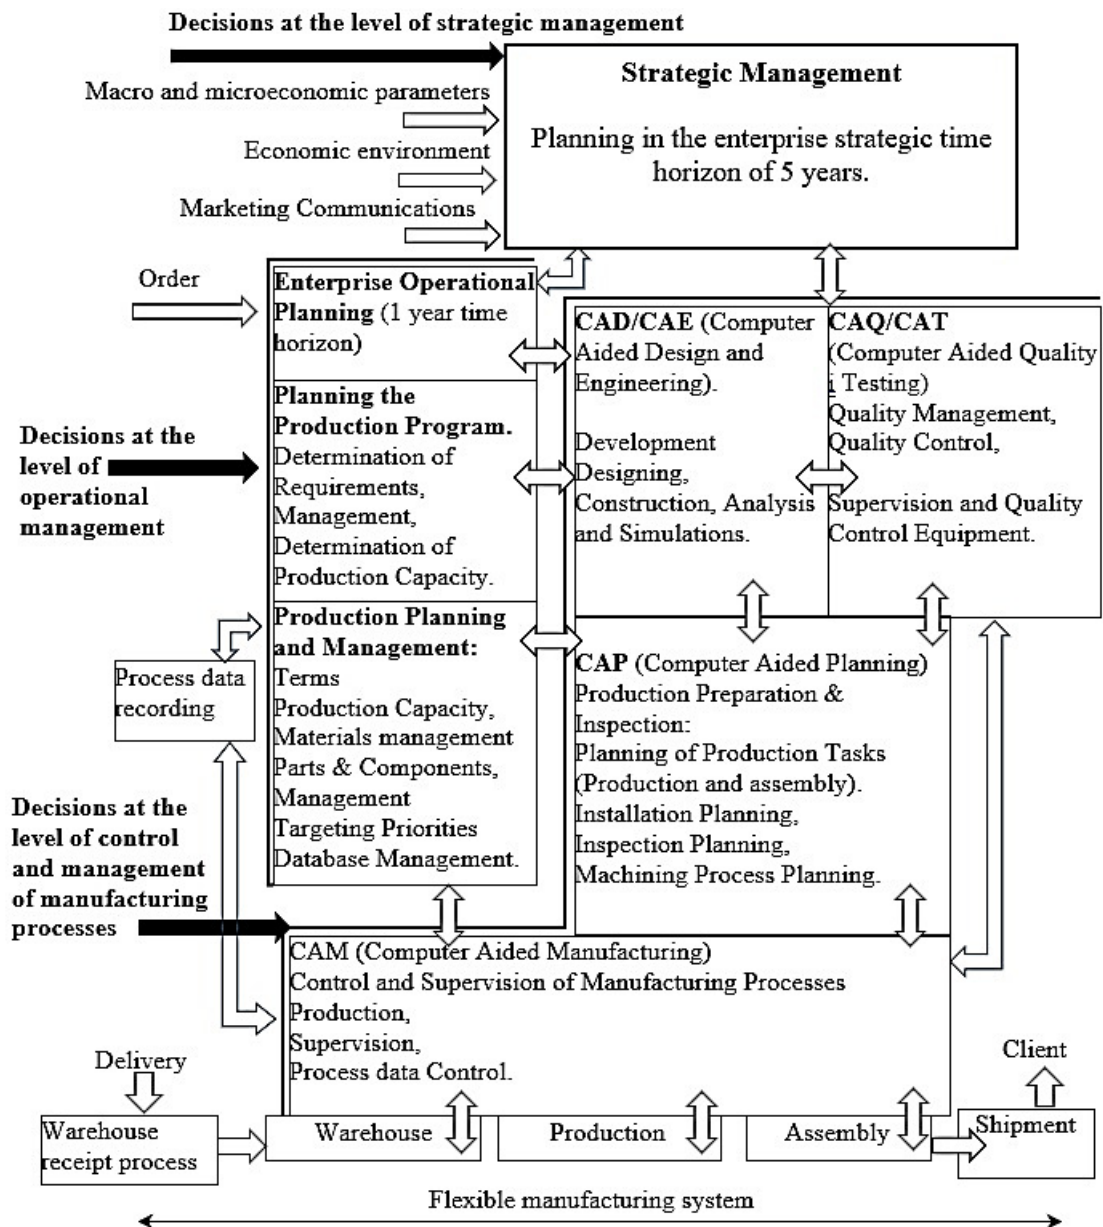 Decisions at the level of strategic management
Strategic Management
Planning in the enterprise strategic time
horizon of 5 years.
Macro and microeconomic parameters
Economic environment
Marketing Communications
Order
Enterprise Operational
Planning (1 year time
horizon)
Planning the
Production Program.
Determination of
Requirements,
Management,
Determination of
Production Capacity.
Production Planning
and Management:
Terms
Production Capacity,
Materials management
Parts & Components,
Management
Targeting Priorities
Database Management.
CAD/CAE (Computer
Aided Design and
Engineering).
Development
Designing,
Construction, Analysis
and Simulations.
CAQ/CAT
(Computer Aided Quality
i Testing)
Quality Management,
Quality Control,
Supervision and Quality
Control Equipment.
Decisions at the
level of
operational
management
Process data
recording
CAP (Computer Aided Planning)
Production Preparation &
Inspection:
Planning of Production Tasks
(Production and assembly).
Installation Planning,
Inspection Planning,
Machining Process Planning.
Decisions at the
level of control
and management
of manufacturing
processes
CAM (Computer Aided Manufacturing)
Control and Supervision of Manufacturing Processes
Production,
Supervision,
Process data Control.
Delivery
Client
Warehouse
receipt process
Warehouse
Production
Assembly
Shipment
Flexible manufacturing system